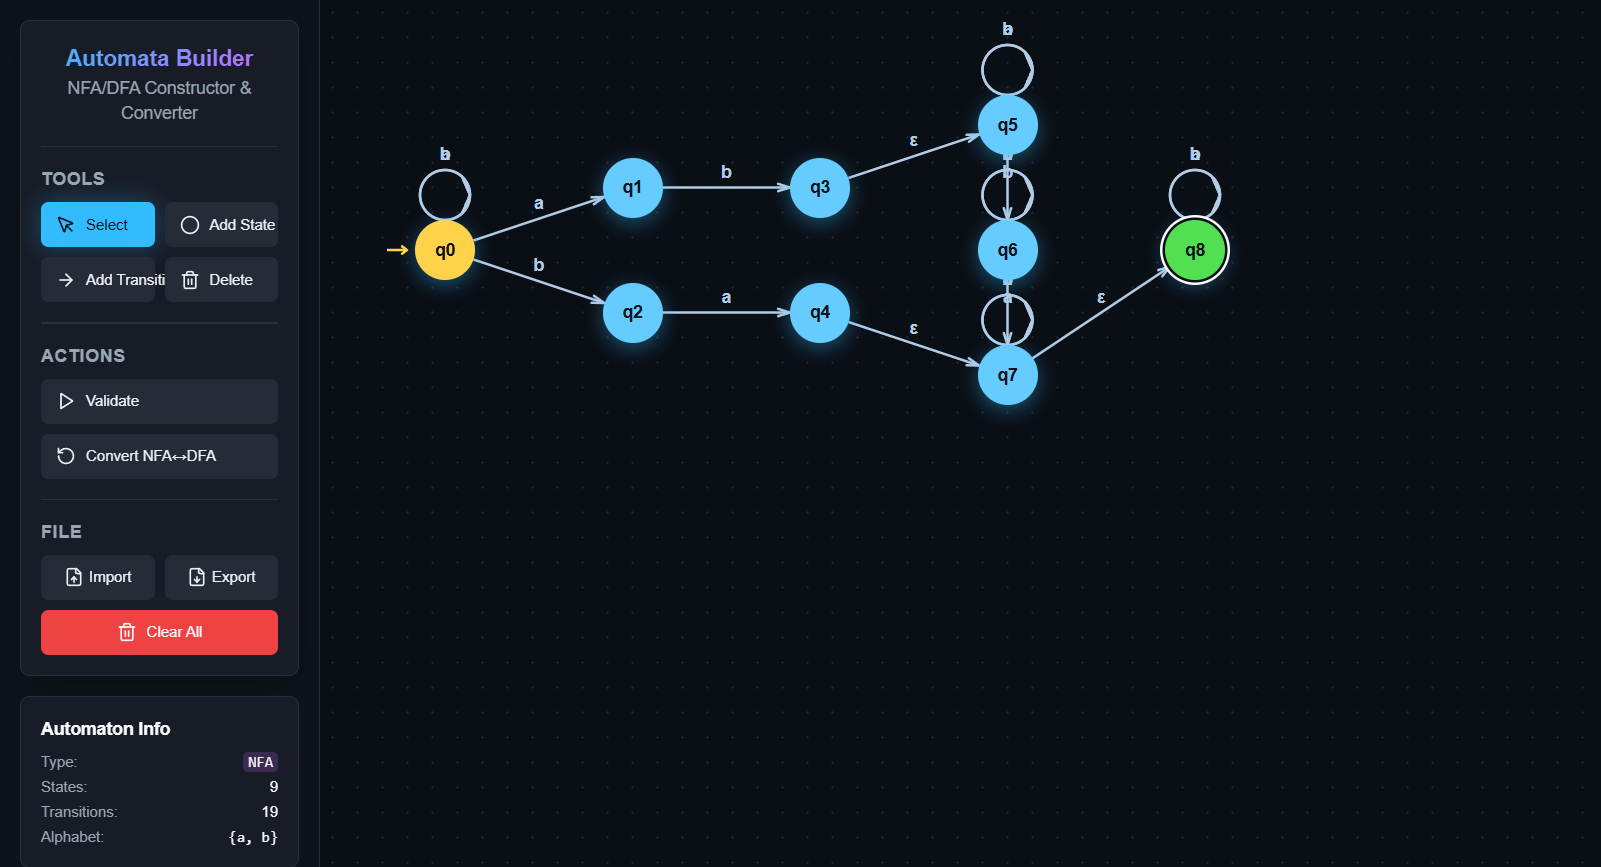 Automata Builder
NFA/DFA Constructor &
Converter
TOOLS
Select
Add State
Add Transiti
Delete
ACTIONS
Validate
Convert NFA↔DFA
FILE
Import
Export
Clear All
Automaton Info
Type: NFA
States: 9
Transitions: 19
Alphabet: {a, b}
b
q5
ε
b
b
a
q1
b
q3
q0
b
q6
q8
q2
a
q4
a
ε
ε
q7